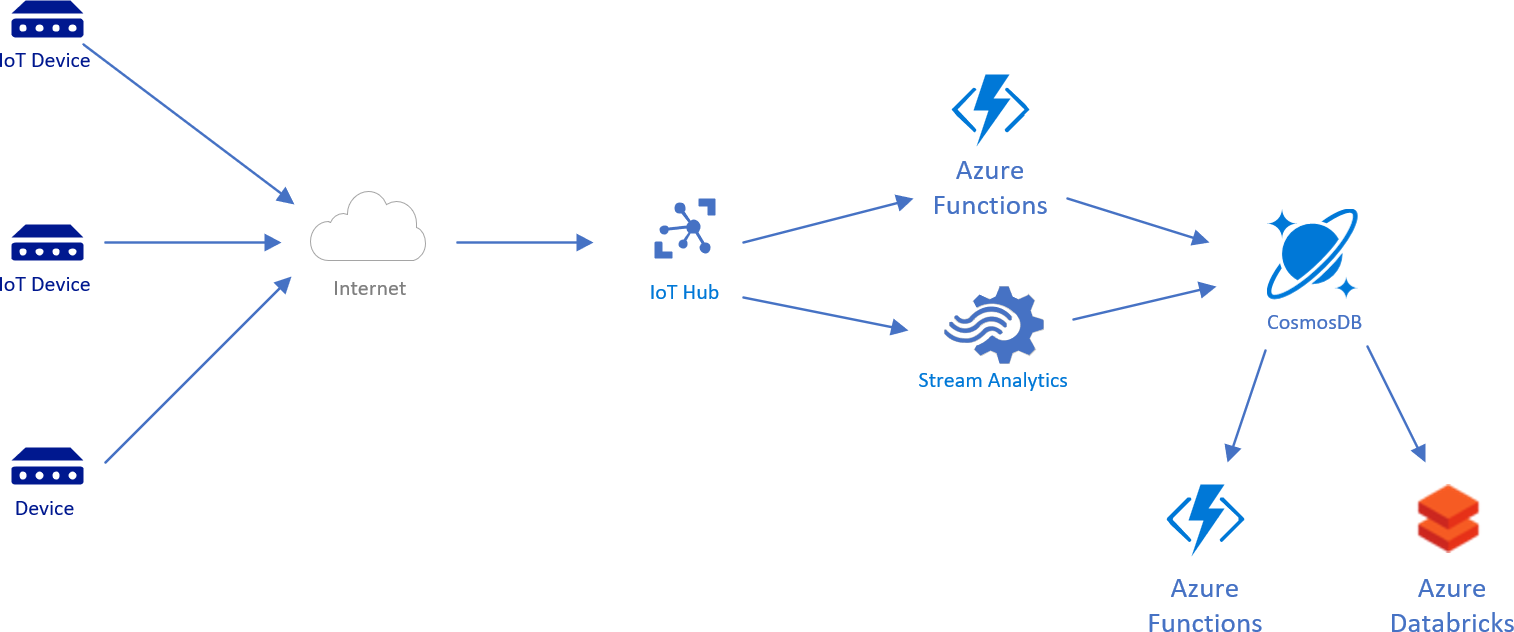 IoT Device
IoT Device
Device
Internet
IoT Hub
Azure
Functions
Stream Analytics
CosmosDB
Azure
Functions
Azure
Databricks